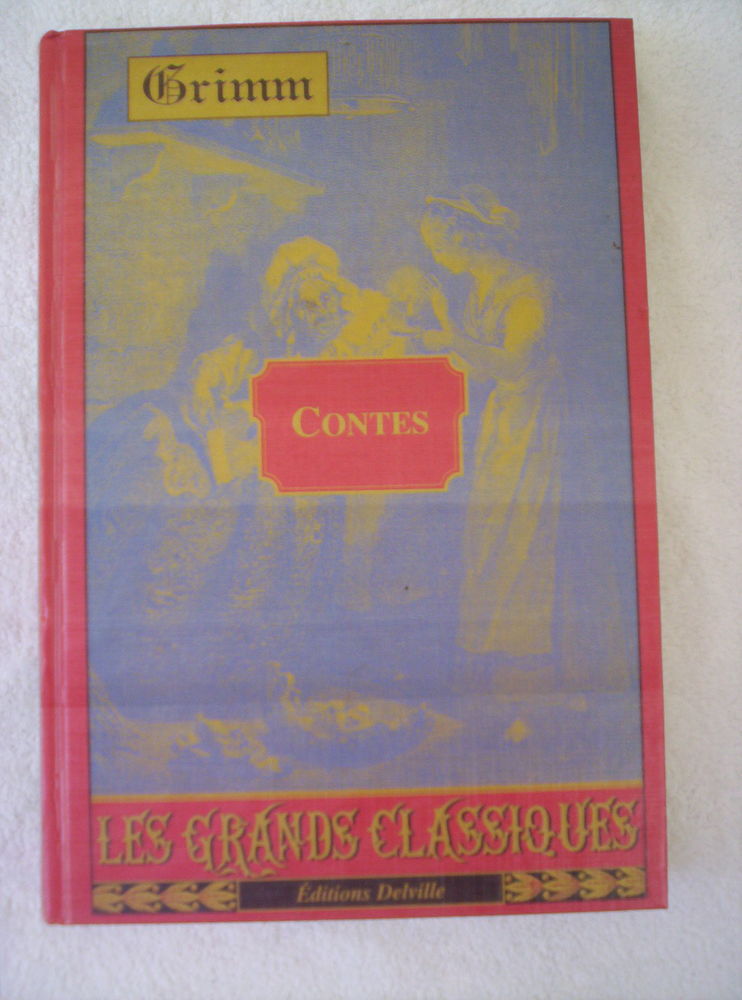 Grimm
CONTES
LES GRANDS CLASSIQUES
Éditions Delville